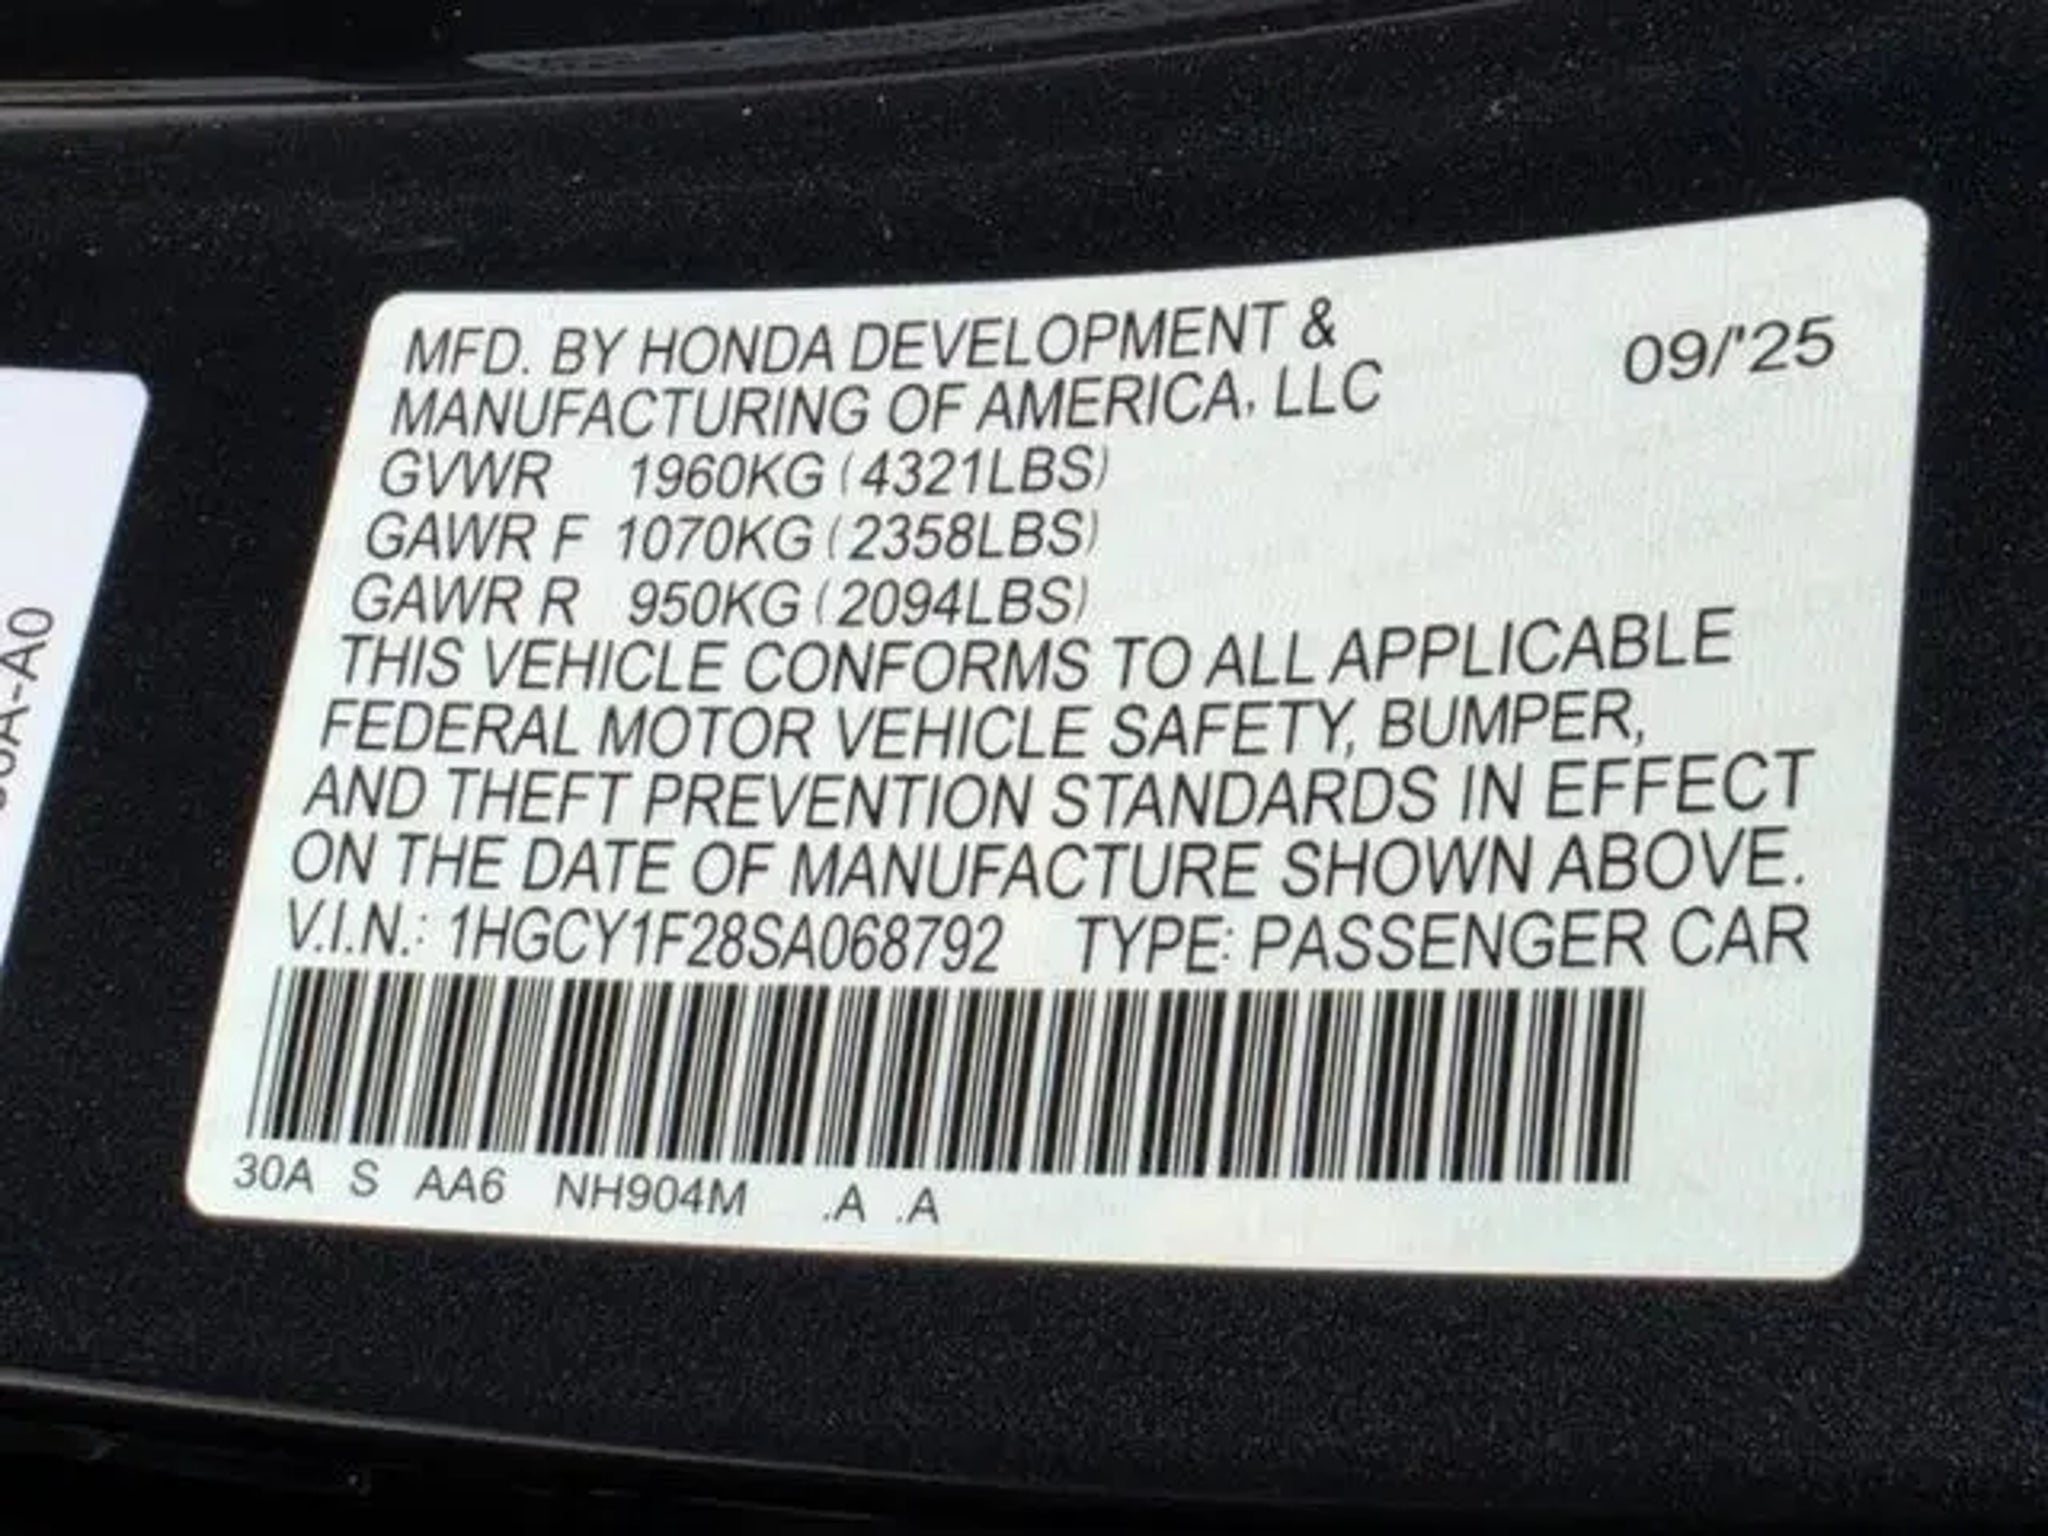 MFD. BY HONDA DEVELOPMENT &
MANUFACTURING OF AMERICA, LLC
09/'25
GVWR 1960KG (4321LBS)
GAWR F 1070KG (2358LBS)
GAWR R 950KG (2094LBS)
THIS VEHICLE CONFORMS TO ALL APPLICABLE
FEDERAL MOTOR VEHICLE SAFETY, BUMPER,
AND THEFT PREVENTION STANDARDS IN EFFECT
ON THE DATE OF MANUFACTURE SHOWN ABOVE.
V.I.N.: 1HGCY1F28SA068792 TYPE: PASSENGER CAR
30A S AA6 NH904M .A .A